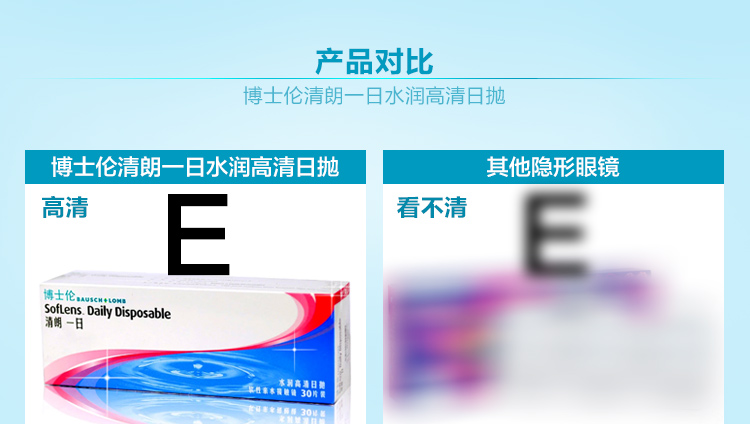 产品对比
博士伦清朗一日水润高清日抛
博士伦清朗一日水润高清日抛
高清
E
博士伦 BAUSCH+LOMB
SofLens. Daily Disposable
清朗 一日
水润高清日抛
30片装
其他隐形眼镜
看不清
E